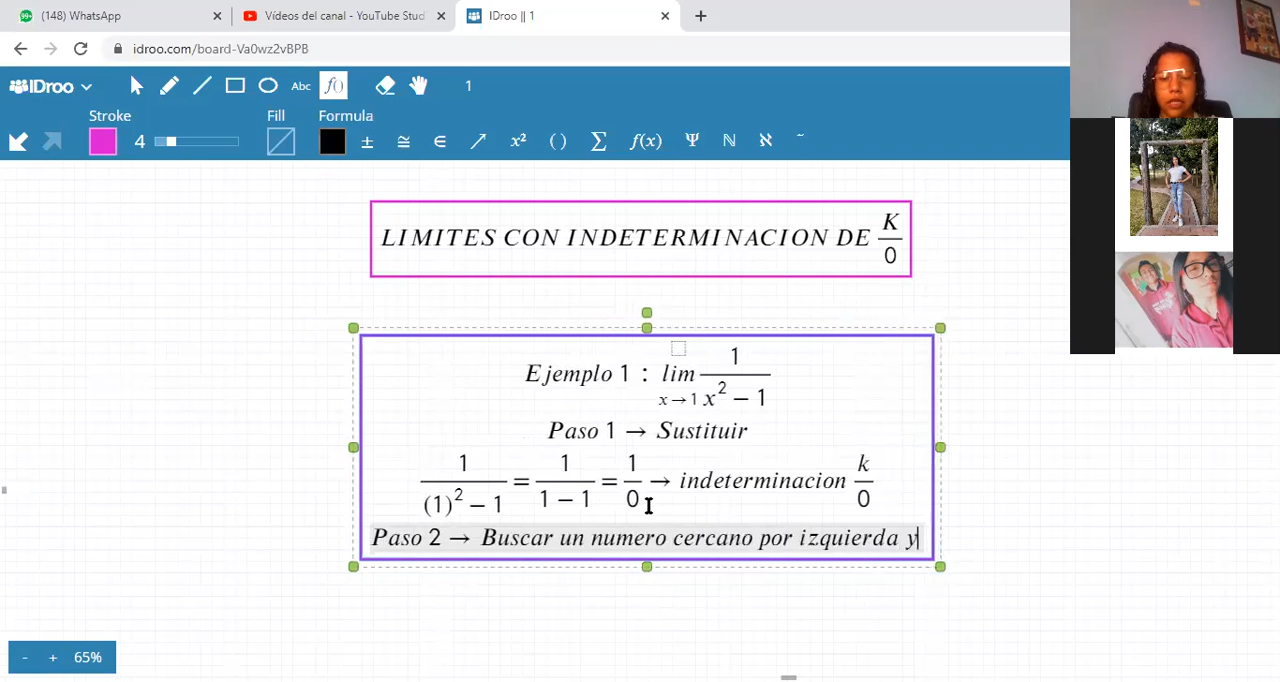 (148) WhatsApp
Vídeos del canal - YouTube Stud
IDroo || 1
idroo.com/board-Va0wz2vBPB
IDroo
Abc
f()
1
Stroke
Fill
Formula
4
± ≅ ∈ ↗ x² ( ) ∑ f(x) Ψ ℕ ℵ ~
LIMITES CON INDETERMINACION DE K/0
Ejemplo 1 : lim x→1 1/(x² − 1)
Paso 1 → Sustituir
1/((1)² − 1) = 1/(1 − 1) = 1/0 → indeterminacion k/0
Paso 2 → Buscar un numero cercano por izquierda y
- + 65%